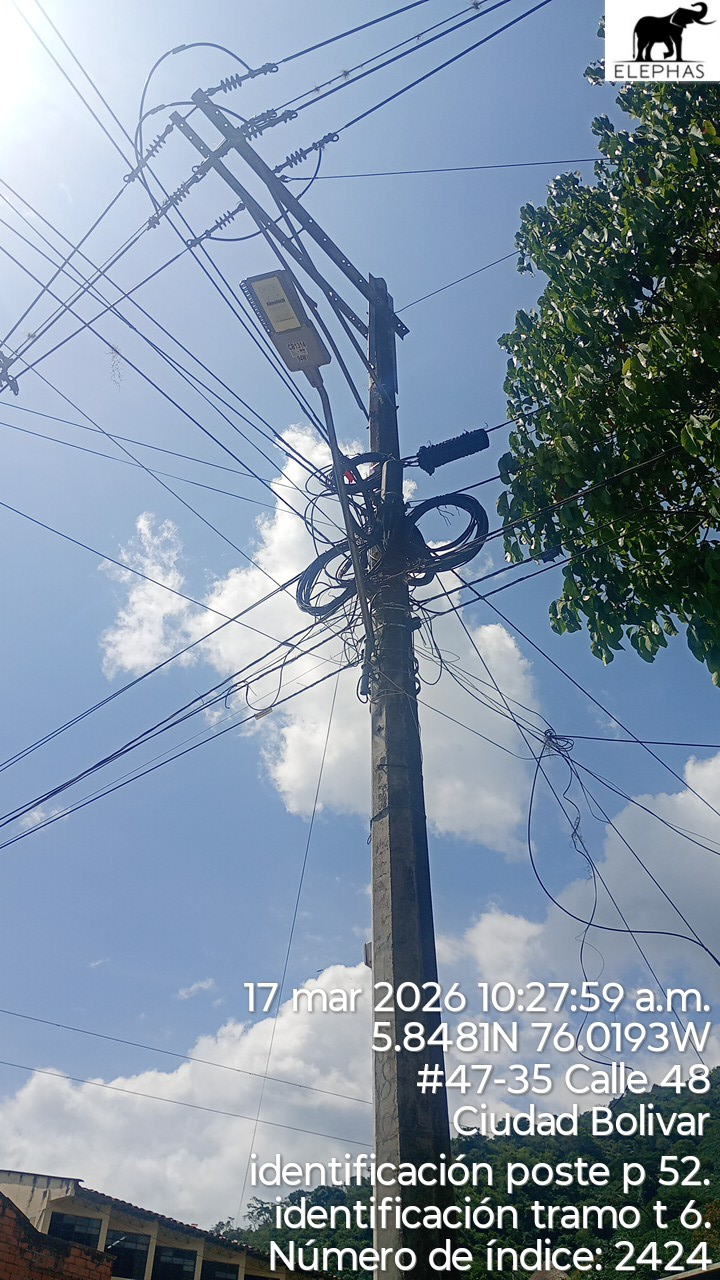 ELEPHAS
17 mar 2026 10:27:59 a.m.
5.8481N 76.0193W
#47-35 Calle 48
Ciudad Bolivar
identificación poste p 52.
identificación tramo t 6.
Número de índice: 2424